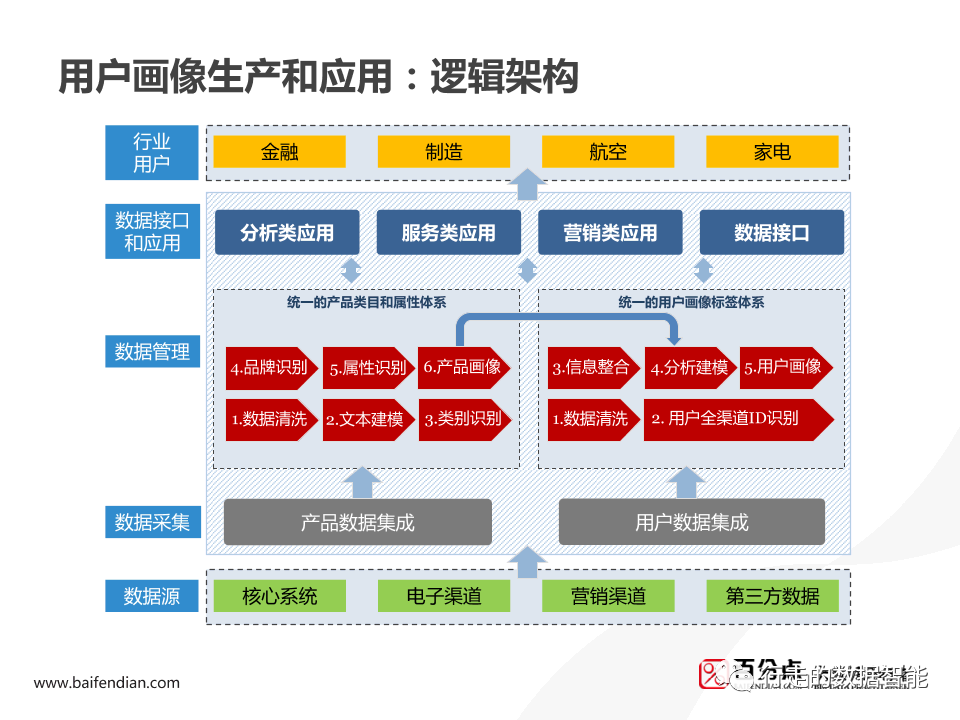 用户画像生产和应用：逻辑架构
行业
用户
金融
制造
航空
家电
数据接口
和应用
分析类应用
服务类应用
营销类应用
数据接口
统一的产品类目和属性体系
统一的用户画像标签体系
数据管理
4.品牌识别
5.属性识别
6.产品画像
3.信息整合
4.分析建模
5.用户画像
1.数据清洗
2.文本建模
3.类别识别
1.数据清洗
2. 用户全渠道ID识别
数据采集
产品数据集成
用户数据集成
数据源
核心系统
电子渠道
营销渠道
第三方数据
www.baifendian.com
百分点
行走的数据智能